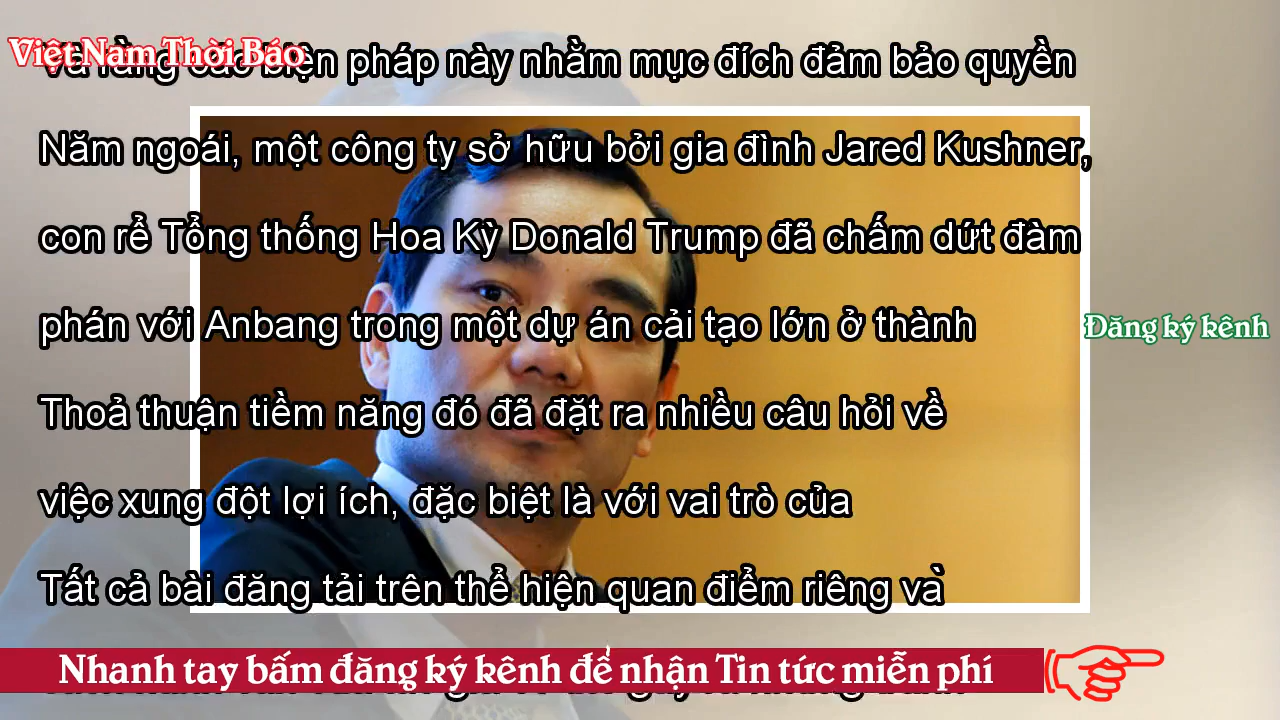 Việt Nàm Thời Báo
Và rằng các biện pháp này nhằm mục đích đảm bảo quyền
Năm ngoái, một công ty sở hữu bởi gia đình Jared Kushner,
con rể Tổng thống Hoa Kỳ Donald Trump đã chấm dứt đàm
phán với Anbang trong một dự án cải tạo lớn ở thành
Đăng ký kênh
Thoả thuận tiềm năng đó đã đặt ra nhiều câu hỏi về
việc xung đột lợi ích, đặc biệt là với vai trò của
Tất cả bài đăng tải trên thể hiện quan điểm riêng và
Nhanh tay bấm đăng ký kênh để nhận Tin tức miễn phí